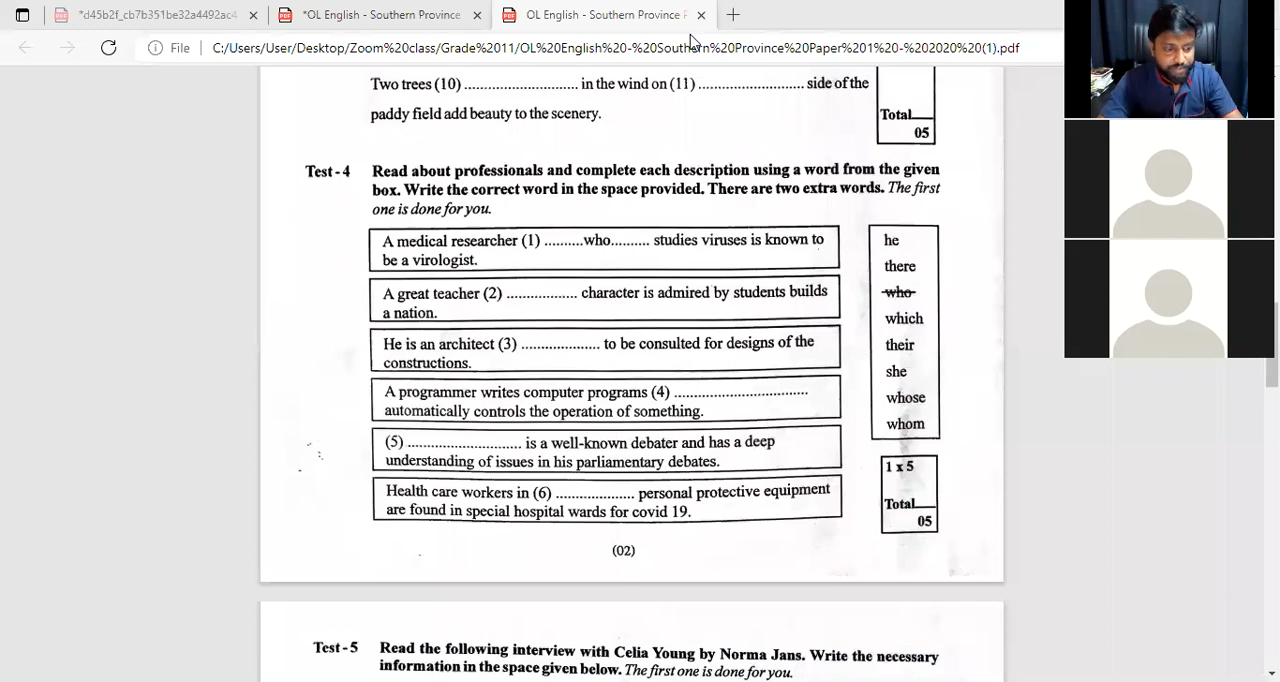 *d45b2f_cb7b351be32a4492ac4
*OL English - Southern Province
OL English - Southern Province P
File
C:/Users/User/Desktop/Zoom%20class/Grade%2011/OL%20English%20-%20Southern%20Province%20Paper%201%20-%202020%20(1).pdf
Two trees (10) ............................ in the wind on (11) .......................... side of the
paddy field add beauty to the scenery.
Total
05
Test - 4 Read about professionals and complete each description using a word from the given
box. Write the correct word in the space provided. There are two extra words. The first
one is done for you.
A medical researcher (1) ..........who.......... studies viruses is known to
be a virologist.
A great teacher (2) .................. character is admired by students builds
a nation.
He is an architect (3) .................... to be consulted for designs of the
constructions.
A programmer writes computer programs (4) ..................................
automatically controls the operation of something.
(5) ............................. is a well-known debater and has a deep
understanding of issues in his parliamentary debates.
Health care workers in (6) .................... personal protective equipment
are found in special hospital wards for covid 19.
he
there
who
which
their
she
whose
whom
1 x 5
Total
05
(02)
Test - 5 Read the following interview with Celia Young by Norma Jans. Write the necessary
information in the space given below. The first one is done for you.